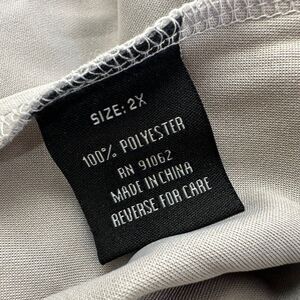 SIZE: 2X
100% POLYESTER
RN 91062
MADE IN CHINA
REVERSE FOR CARE